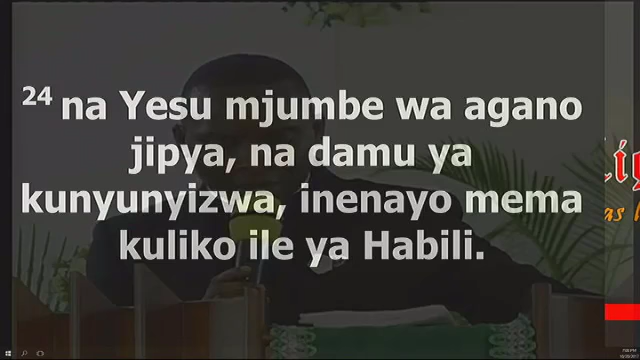 24 na Yesu mjumbe wa agano
jipya, na damu ya
kunyunyizwa, inenayo mema
kuliko ile ya Habili.